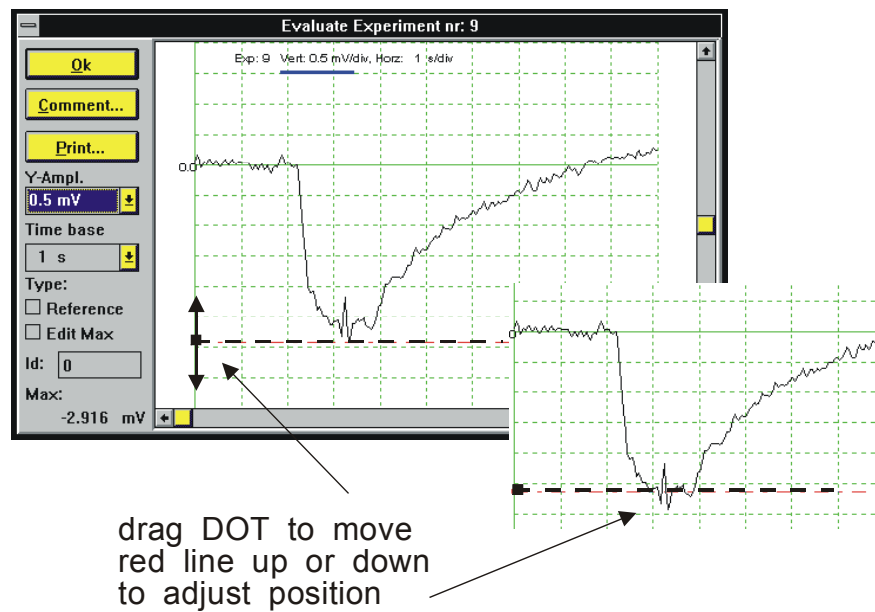 Evaluate Experiment nr: 9
Ok
Comment...
Print...
Y-Ampl.
0.5 mV
Time base
1 s
Type:
Reference
Edit Max
Id: 0
Max:
-2.916 mV
Exp: 9 Vert: 0.5 mV/div, Horz: 1 s/div
0.0
0
drag DOT to move
red line up or down
to adjust position